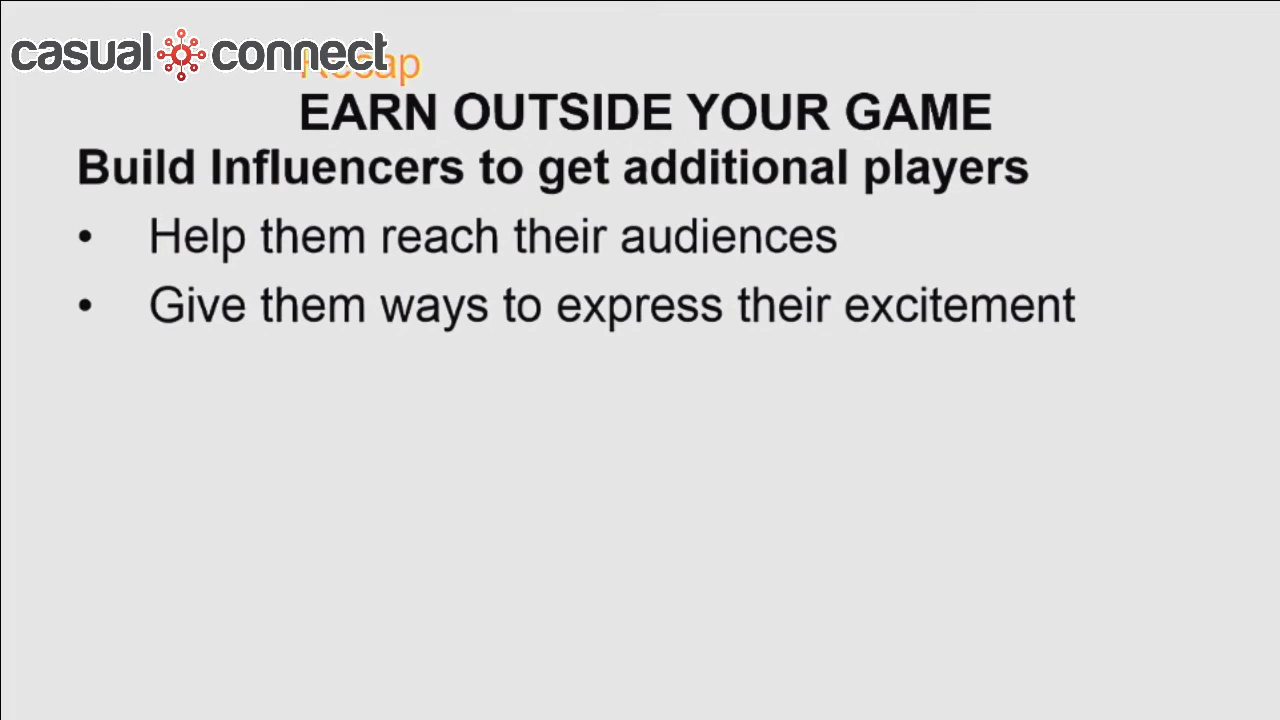 casual connect
Recap
EARN OUTSIDE YOUR GAME
Build Influencers to get additional players
• Help them reach their audiences
• Give them ways to express their excitement